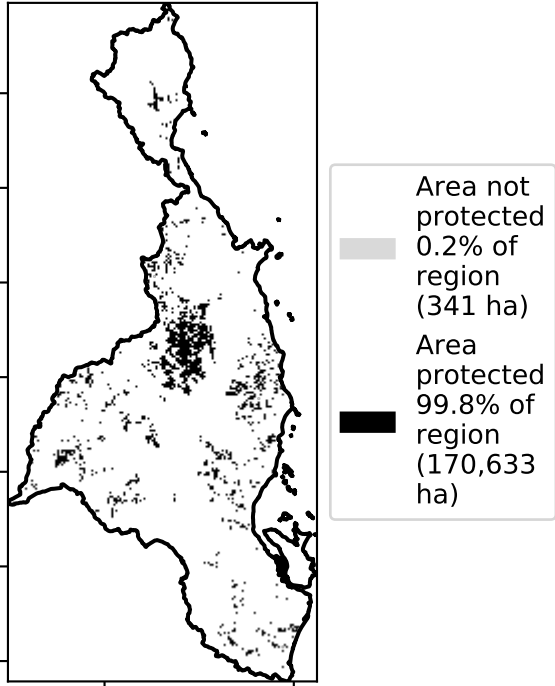 Area not
protected
0.2% of
region
(341 ha)
Area
protected
99.8% of
region
(170,633
ha)